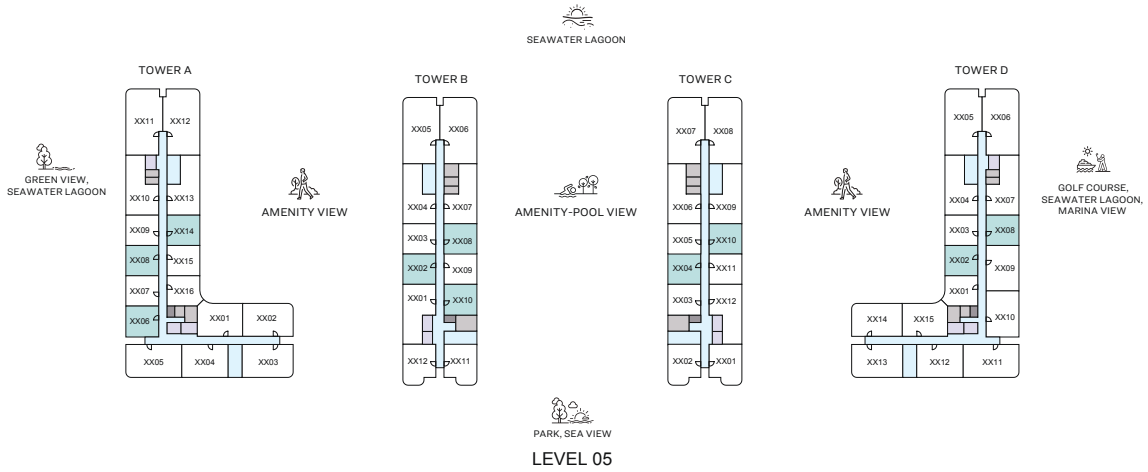 SEAWATER LAGOON
TOWER A
TOWER B
TOWER C
TOWER D
XX11 XX12
XX10 XX13
XX09 XX14
XX08 XX15
XX07 XX16
XX06 XX01 XX02
XX05 XX04 XX03
XX05 XX06
XX04 XX07
XX03 XX08
XX02 XX09
XX01 XX10
XX12 XX11
XX07 XX08
XX06 XX09
XX05 XX10
XX04 XX11
XX03 XX12
XX02 XX01
XX05 XX06
XX04 XX07
XX03 XX08
XX02 XX09
XX01 XX10
XX14 XX15
XX13 XX12 XX11
GREEN VIEW,
SEAWATER LAGOON
AMENITY VIEW
AMENITY-POOL VIEW
AMENITY VIEW
GOLF COURSE,
SEAWATER LAGOON,
MARINA VIEW
PARK, SEA VIEW
LEVEL 05